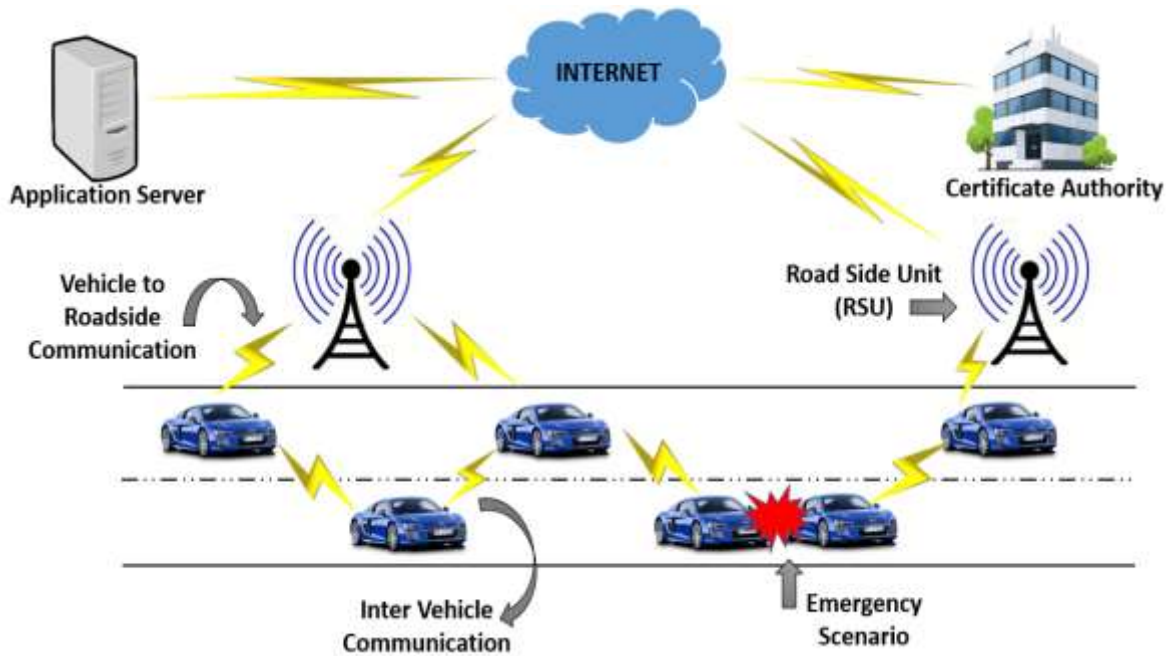 INTERNET
Application Server
Certificate Authority
Vehicle to
Roadside
Communication
Road Side Unit
(RSU)
Inter Vehicle
Communication
Emergency
Scenario